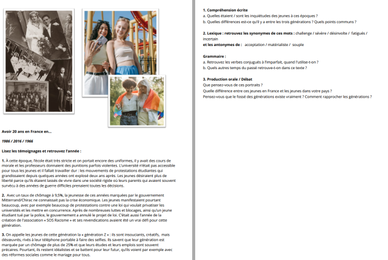 Avoir 20 ans en France en…
1986 / 2016 / 1966
Lisez les témoignages et retrouvez l'année :
1. A cette époque, l'école était très stricte et on portait encore des uniformes, il y avait des cours de
morale et les professeurs donnaient des punitions parfois violentes. L'université n'était pas accessible
pour tous les jeunes et il fallait travailler dur : les mouvements de protestations étudiantes qui
grandissaient depuis quelques années ont explosé deux ans après. Les jeunes désiraient plus de
liberté parce qu'ils étaient lassés de vivre dans une société rigide où leurs parents qui avaient souvent
survécu à des années de guerre difficiles prenaient toutes les décisions.
2. Avec un taux de chômage à 9,5%, la jeunesse de ces années marquées par le gouvernement
Mitterrand/Chirac ne connaissait pas la crise économique. Les jeunes manifestaient pourtant
beaucoup, avec par exemple beaucoup de protestations comme une loi qui voulait privatiser les
universités et les mettre en concurrence. Après de nombreuses luttes et blocages, ainsi qu'un jeune
étudiant tué par la police, le gouvernement a annulé le projet de loi. C'était aussi l'année de la
création de l'association « SOS Racisme » et ses revendications avaient été un vrai défi pour cette
génération.
3. On appelle les jeunes de cette génération la « génération Z » : ils sont innovants, créatifs, mais
désœuvrés, rivés à leur téléphone portable à faire des selfies. Ils savent que leur génération est
marquée par un chômage de plus de 25% et que leurs études et leurs emplois sont souvent
précaires. Pourtant, ils restent idéalistes et se battent pour leur futur, qu'ils voient par exemple avec
des réformes sociales comme le mariage pour tous.
1. Compréhension écrite
a. Quelles étaient / sont les inquiétudes des jeunes à ces époques ?
b. Quelles différences est-ce qu'il y a entre les trois générations ? Quels points communs ?
2. Lexique : retrouvez les synonymes de ces mots : challenge / sévère / désinvolte / fatigués /
incertain
et les antonymes de : acceptation / matérialistes / souple
Grammaire :
a. Retrouvez les verbes conjugués à l'imparfait, quand l'utilise-t-on ?
b. Quels autres temps du passé retrouve-t-on dans ce texte ?
3. Production orale / Débat
Que pensez-vous de ces portraits ?
Quelle différence entre ces jeunes en France et les jeunes dans votre pays ?
Pensez-vous que le fossé des générations existe vraiment ? Comment rapprocher les générations ?